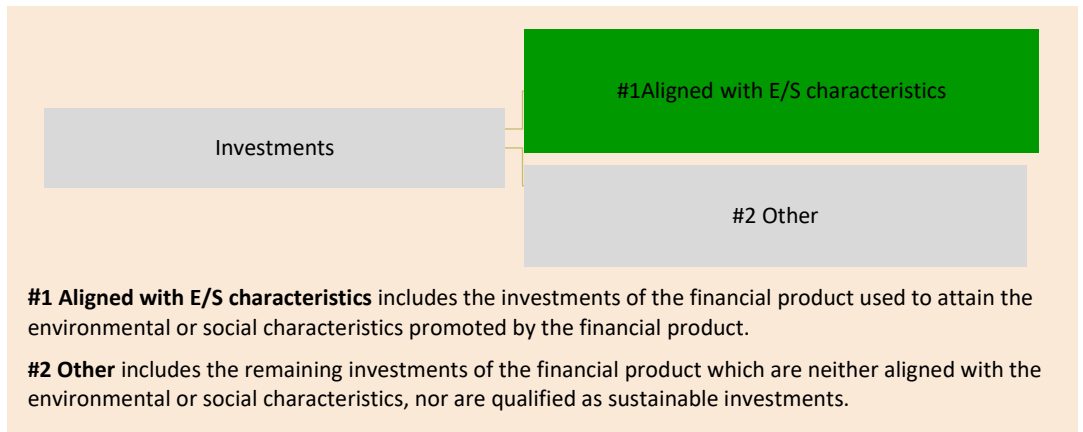 #1Aligned with E/S characteristics
Investments
#2 Other
#1 Aligned with E/S characteristics includes the investments of the financial product used to attain the
environmental or social characteristics promoted by the financial product.
#2 Other includes the remaining investments of the financial product which are neither aligned with the
environmental or social characteristics, nor are qualified as sustainable investments.